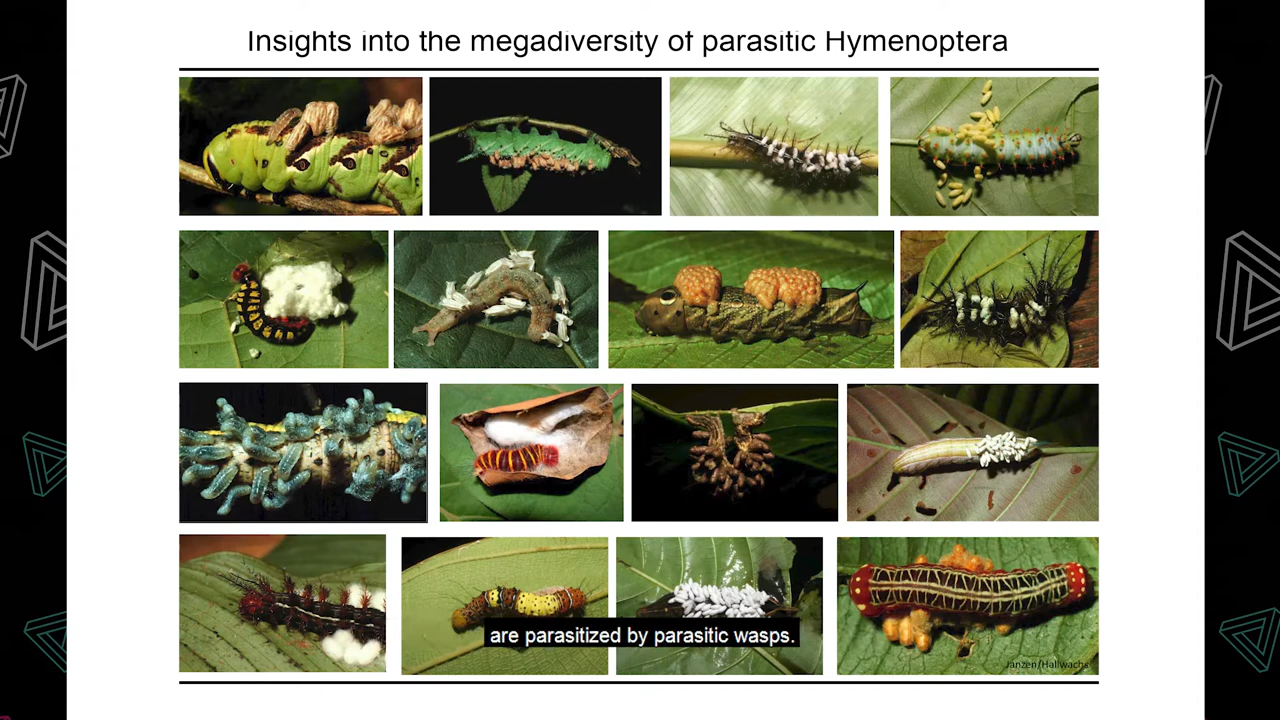 Insights into the megadiversity of parasitic Hymenoptera
are parasitized by parasitic wasps.
Janzen/Hallwachs